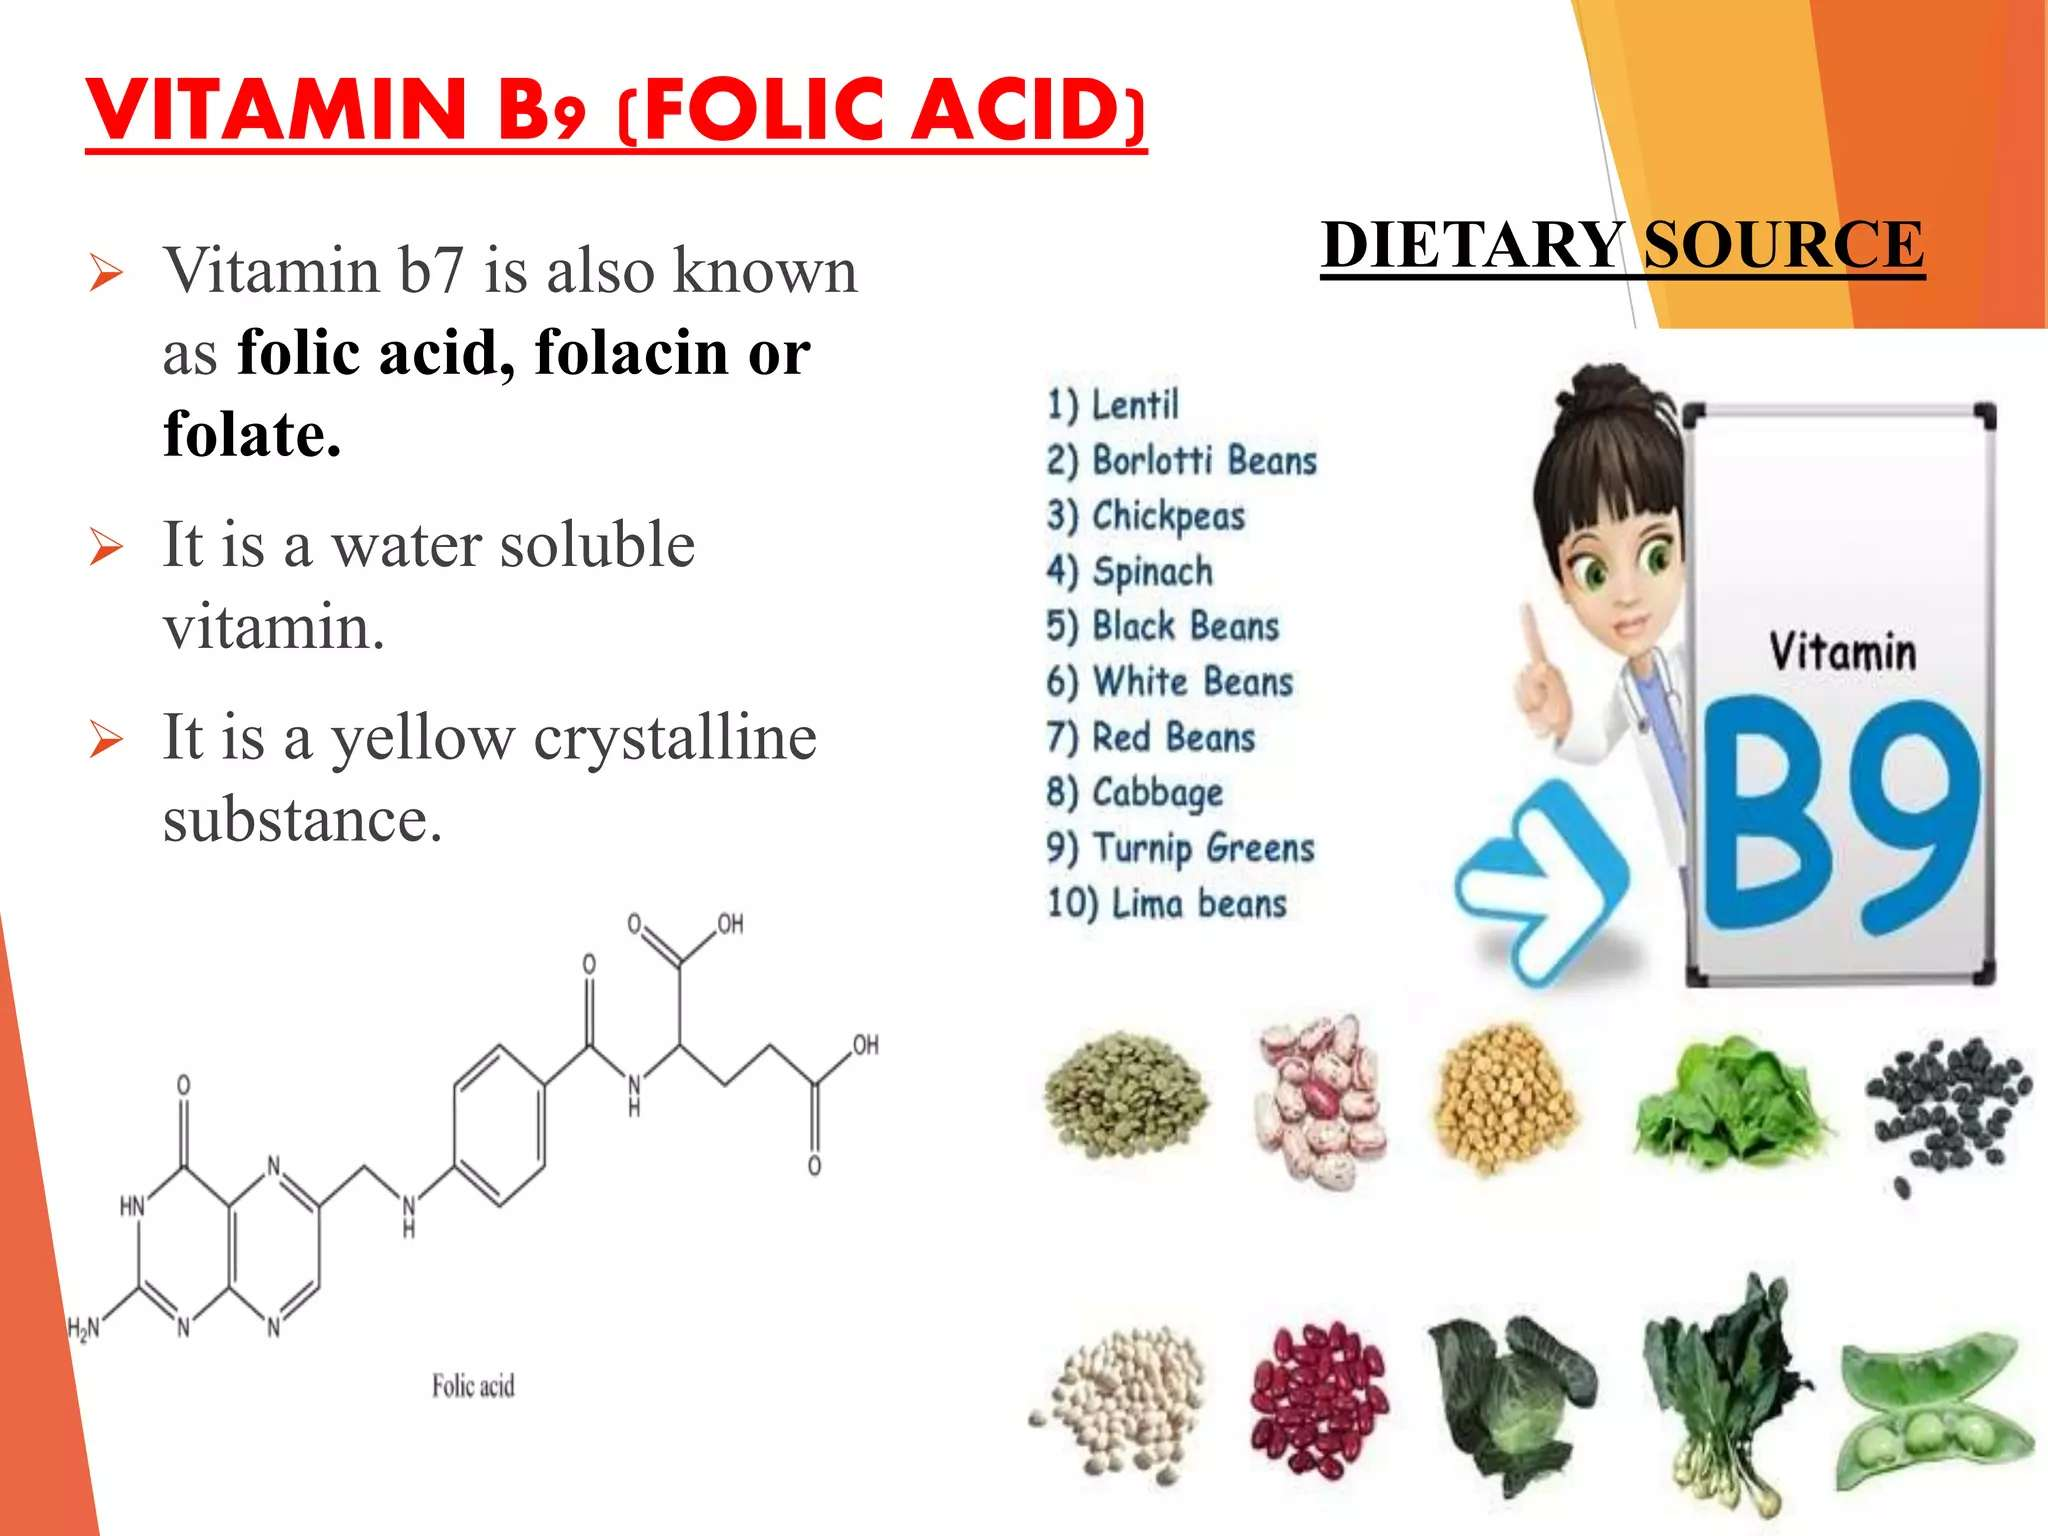 VITAMIN B9 (FOLIC ACID)
DIETARY SOURCE
➢ Vitamin b7 is also known
as folic acid, folacin or
folate.
➢ It is a water soluble
vitamin.
➢ It is a yellow crystalline
substance.
1) Lentil
2) Borlotti Beans
3) Chickpeas
4) Spinach
5) Black Beans
6) White Beans
7) Red Beans
8) Cabbage
9) Turnip Greens
10) Lima beans
Vitamin
B9
O
OH
O
O
OH
N
H
O
O
N
HN
N
H
H2N
N
N
Folic acid